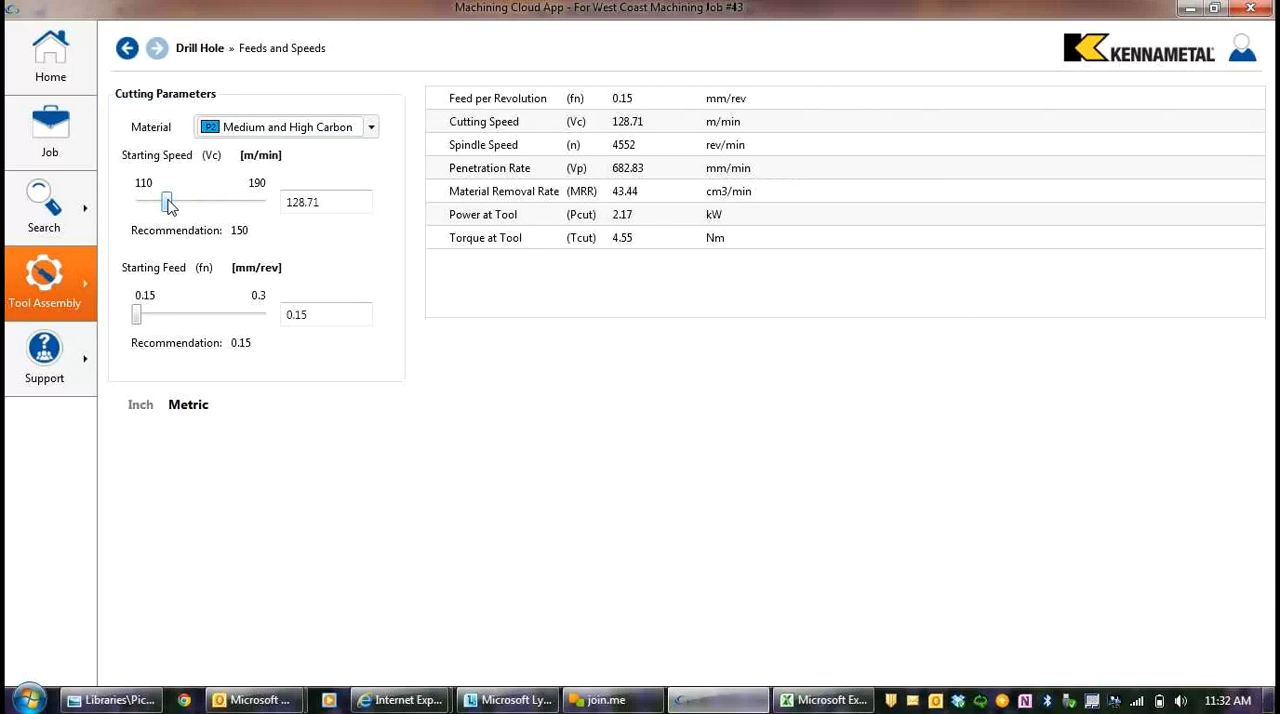 Machining Cloud App - For West Coast Machining Job #43
Home
Job
Search
Tool Assembly
Support
Drill Hole » Feeds and Speeds
KENNAMETAL
Cutting Parameters
Material P2 Medium and High Carbon
Starting Speed (Vc) [m/min]
110 190
128.71
Recommendation: 150
Starting Feed (fn) [mm/rev]
0.15 0.3
0.15
Recommendation: 0.15
Inch Metric
Feed per Revolution (fn) 0.15 mm/rev
Cutting Speed (Vc) 128.71 m/min
Spindle Speed (n) 4552 rev/min
Penetration Rate (Vp) 682.83 mm/min
Material Removal Rate (MRR) 43.44 cm3/min
Power at Tool (Pcut) 2.17 kW
Torque at Tool (Tcut) 4.55 Nm
Libraries\Pic... Microsoft ... Internet Exp... Microsoft Ly... join.me Microsoft Ex... 11:32 AM